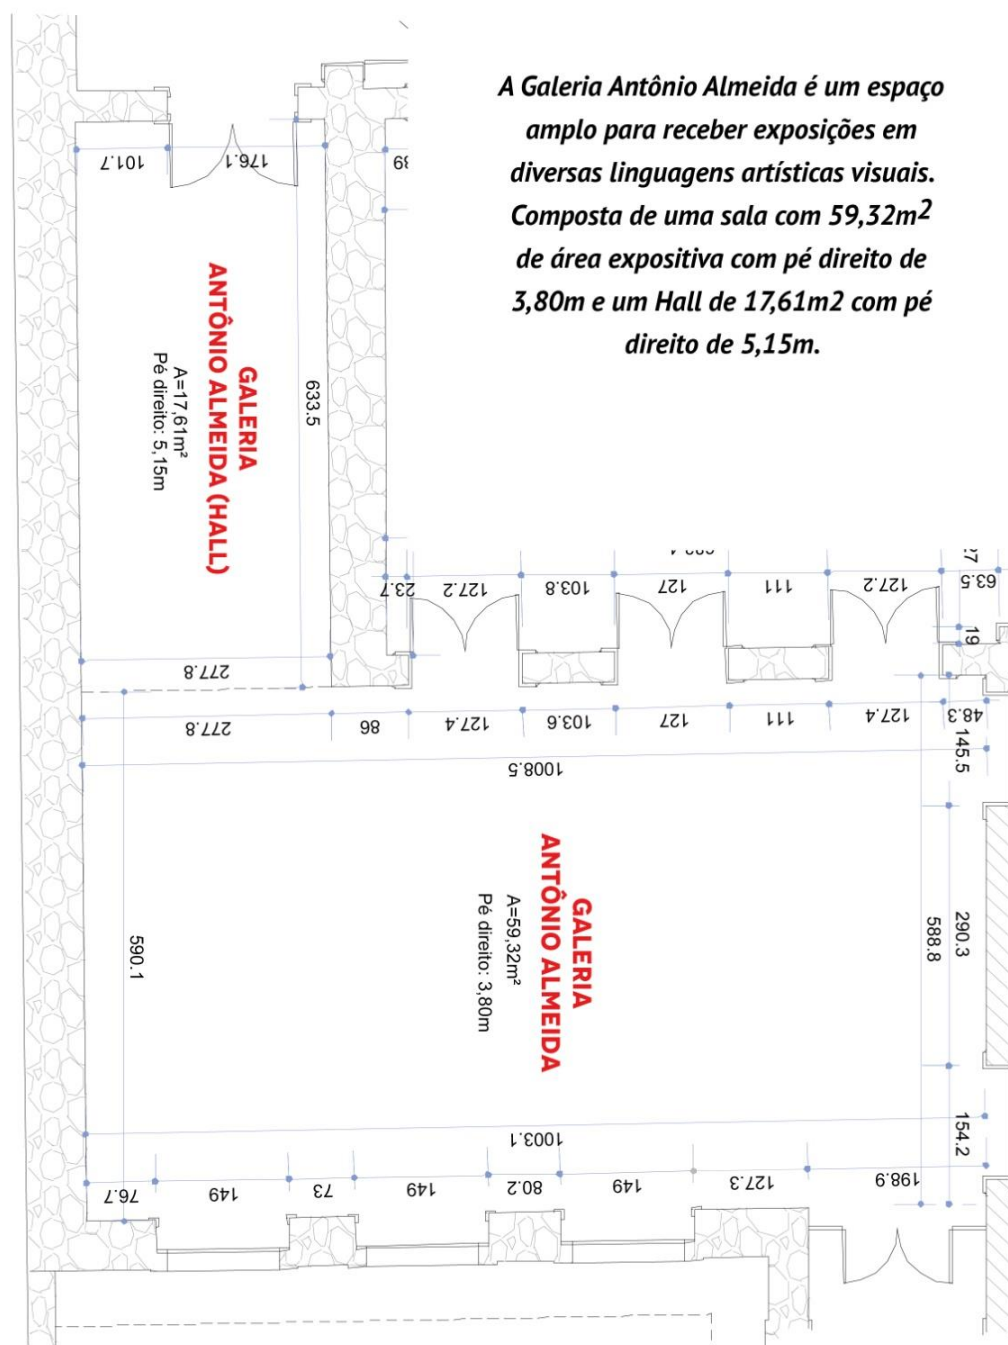 A Galeria Antônio Almeida é um espaço
amplo para receber exposições em
diversas linguagens artísticas visuais.
Composta de uma sala com 59,32m²
de área expositiva com pé direito de
3,80m e um Hall de 17,61m2 com pé
direito de 5,15m.
101.7
176.1
GALERIA
ANTÔNIO ALMEIDA (HALL)
A=17,61m²
Pé direito: 5,15m
633.5
23.7
127.2
103.8
127
111
127.2
63.5
19
277.8
277.8
86
127.4
103.6
127
111
127.4
48.3
145.5
1008.5
GALERIA
ANTÔNIO ALMEIDA
A=59,32m²
Pé direito: 3,80m
590.1
588.8
290.3
1003.1
154.2
76.7
149
73
149
80.2
149
127.3
198.9